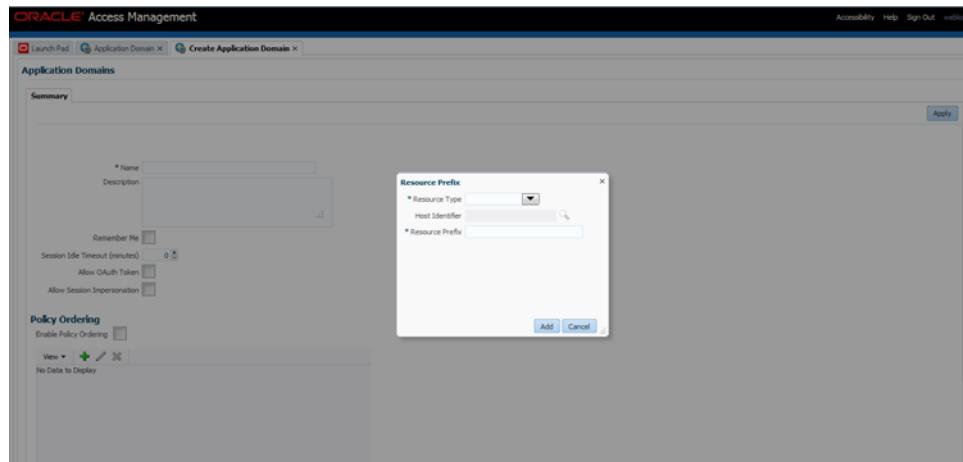 ORACLE Access Management
Accessibility Help Sign Out
Launch Pad Application Domain × Create Application Domain ×
Application Domains
Summary
Apply
* Name
Description
Remember Me
Session Idle Timeout (minutes) 0
Allow OAuth Token
Allow Session Impersonation
Policy Ordering
Enable Policy Ordering
View
No Data to Display
Resource Prefix ×
* Resource Type
Host Identifier
* Resource Prefix
Add Cancel